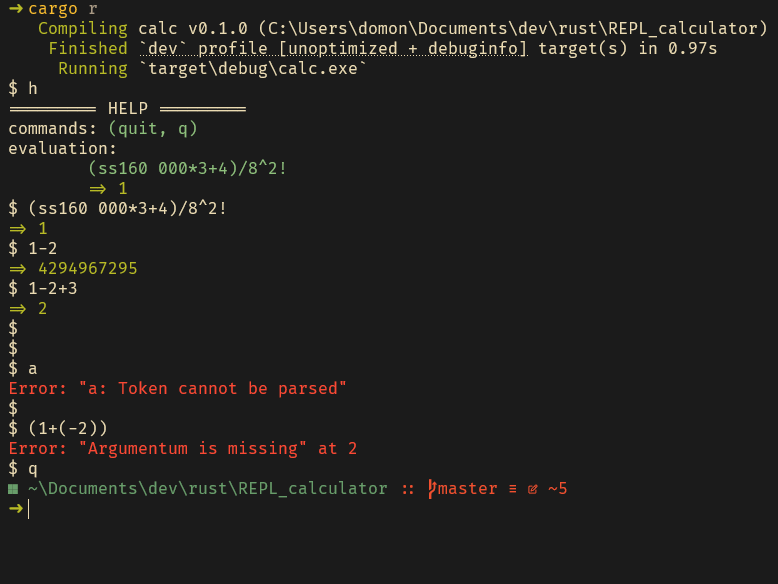 ➜ cargo r
   Compiling calc v0.1.0 (C:\Users\domon\Documents\dev\rust\REPL_calculator)
    Finished `dev` profile [unoptimized + debuginfo] target(s) in 0.97s
     Running `target\debug\calc.exe`
$ h
========= HELP =========
commands: (quit, q)
evaluation:
        (ss160 000*3+4)/8^2!
        => 1
$ (ss160 000*3+4)/8^2!
=> 1
$ 1-2
=> 4294967295
$ 1-2+3
=> 2
$
$
$ a
Error: "a: Token cannot be parsed"
$
$ (1+(-2))
Error: "Argumentum is missing" at 2
$ q
~\Documents\dev\rust\REPL_calculator :: master ≡ ~5
➜